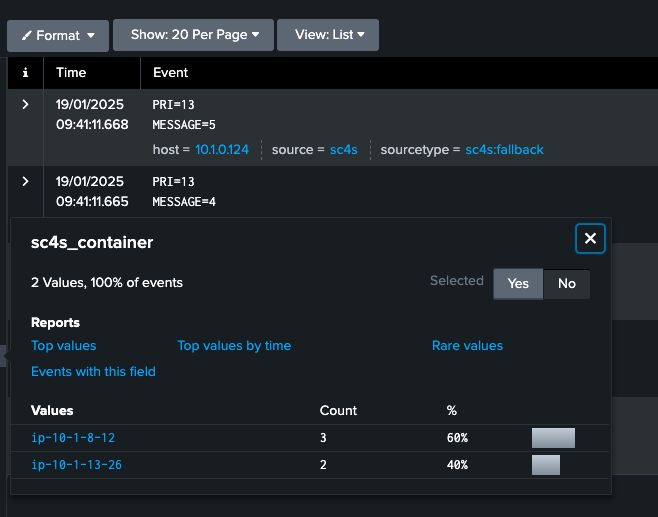 Format
Show: 20 Per Page
View: List
i Time Event
19/01/2025 PRI=13
09:41:11.668 MESSAGE=5
host = 10.1.0.124 source = sc4s sourcetype = sc4s:fallback
19/01/2025 PRI=13
09:41:11.665 MESSAGE=4
sc4s_container
2 Values, 100% of events Selected Yes No
Reports
Top values Top values by time Rare values
Events with this field
Values Count %
ip-10-1-8-12 3 60%
ip-10-1-13-26 2 40%